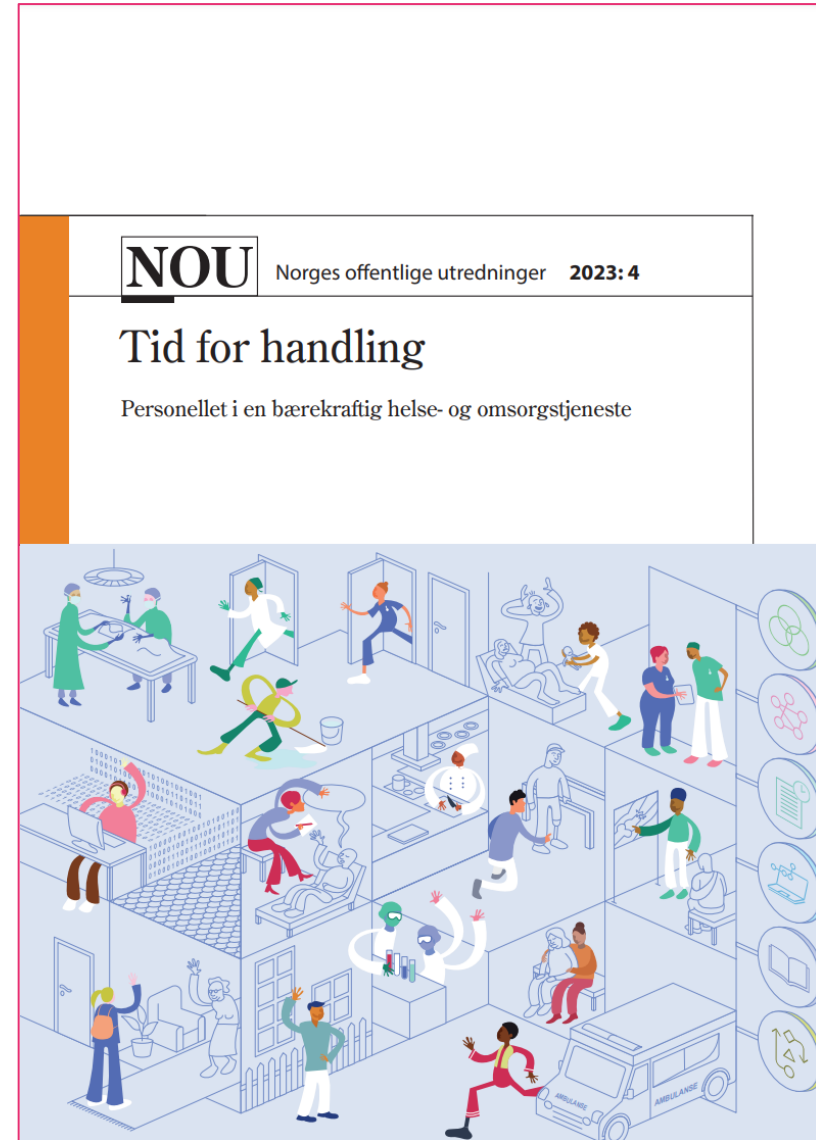 NOU Norges offentlige utredninger 2023: 4
Tid for handling
Personellet i en bærekraftig helse- og omsorgstjeneste
AMBULANSE
AMBULANSE